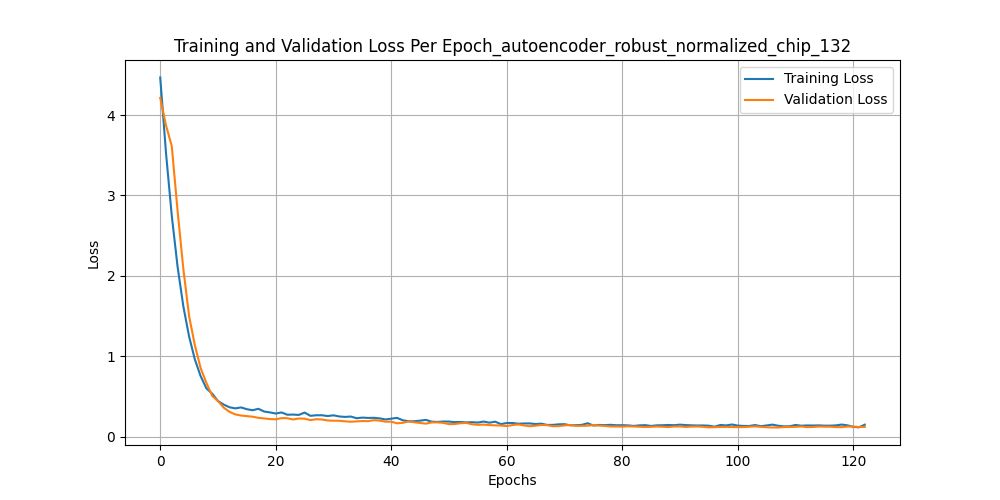 Training and Validation Loss Per Epoch_autoencoder_robust_normalized_chip_132
Training Loss
Validation Loss
Loss
4
3
2
1
0
0 20 40 60 80 100 120
Epochs